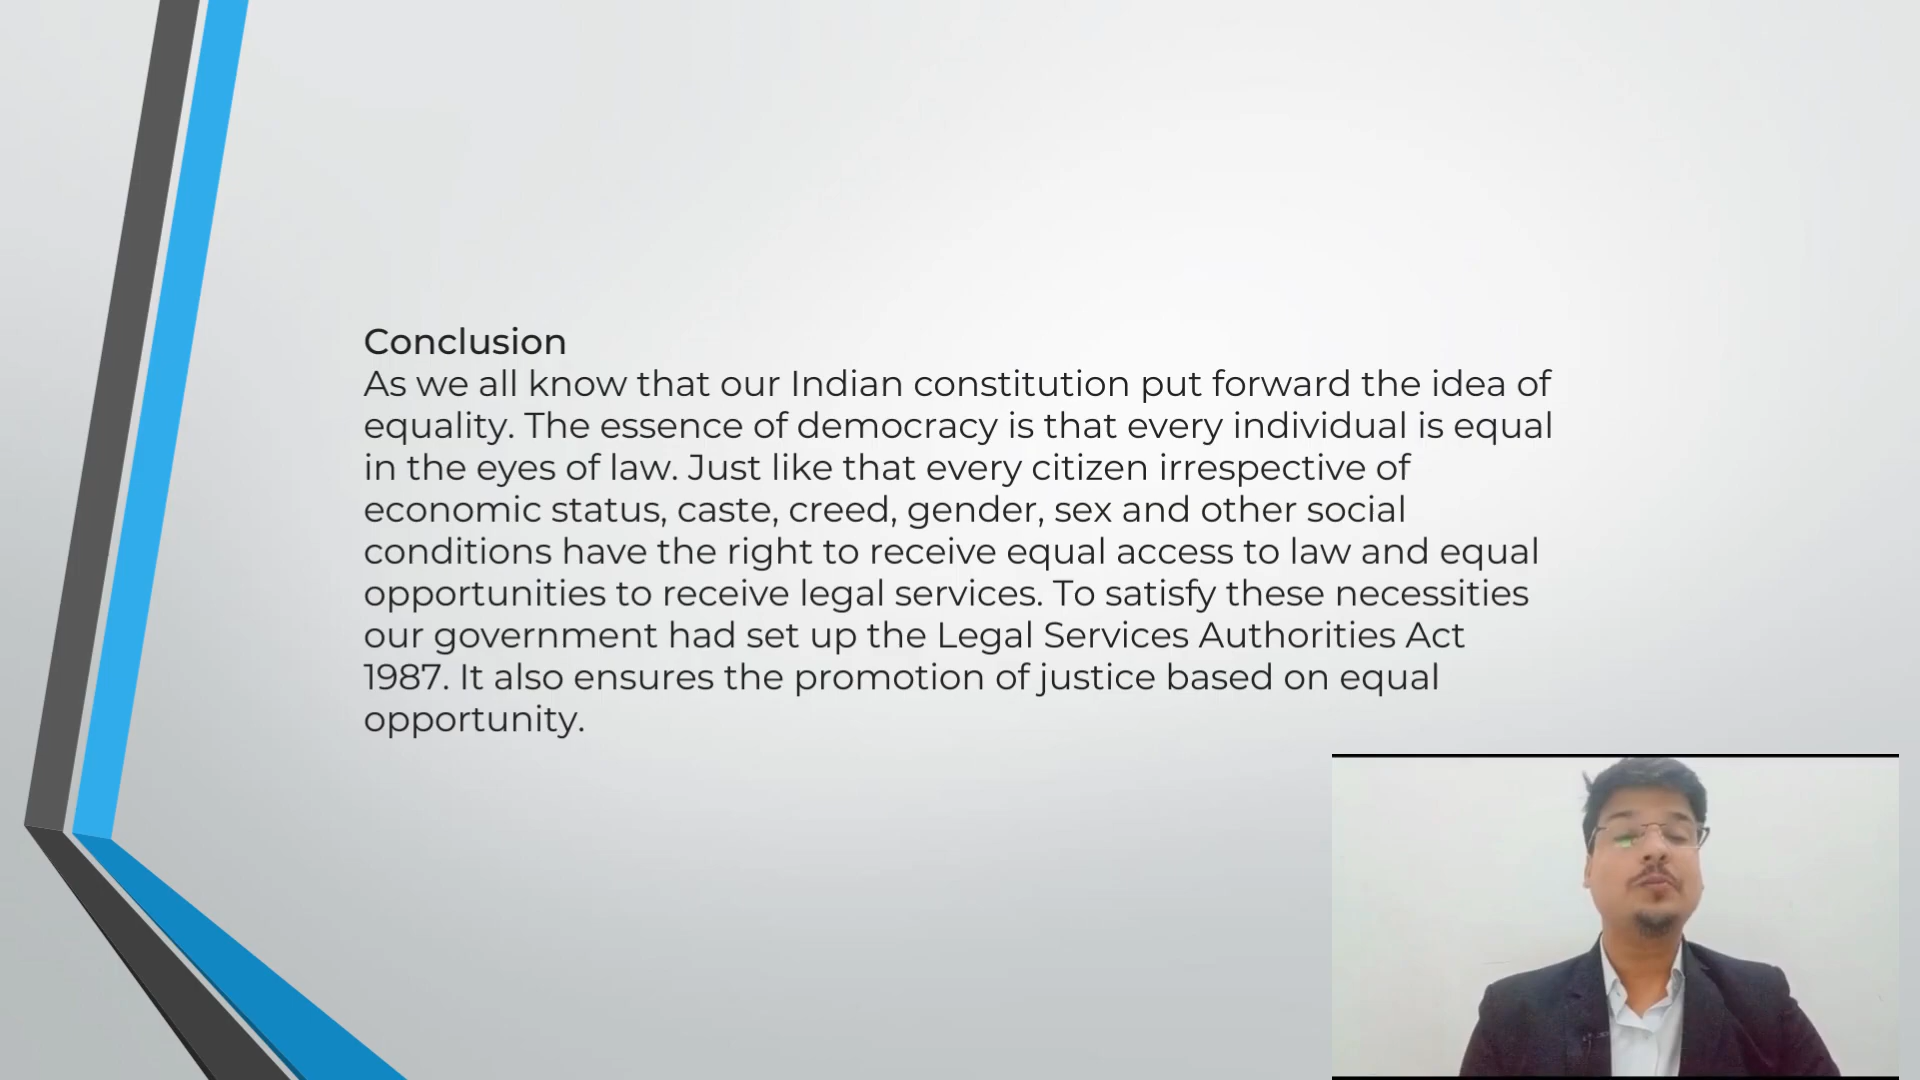 Conclusion
As we all know that our Indian constitution put forward the idea of
equality. The essence of democracy is that every individual is equal
in the eyes of law. Just like that every citizen irrespective of
economic status, caste, creed, gender, sex and other social
conditions have the right to receive equal access to law and equal
opportunities to receive legal services. To satisfy these necessities
our government had set up the Legal Services Authorities Act
1987. It also ensures the promotion of justice based on equal
opportunity.